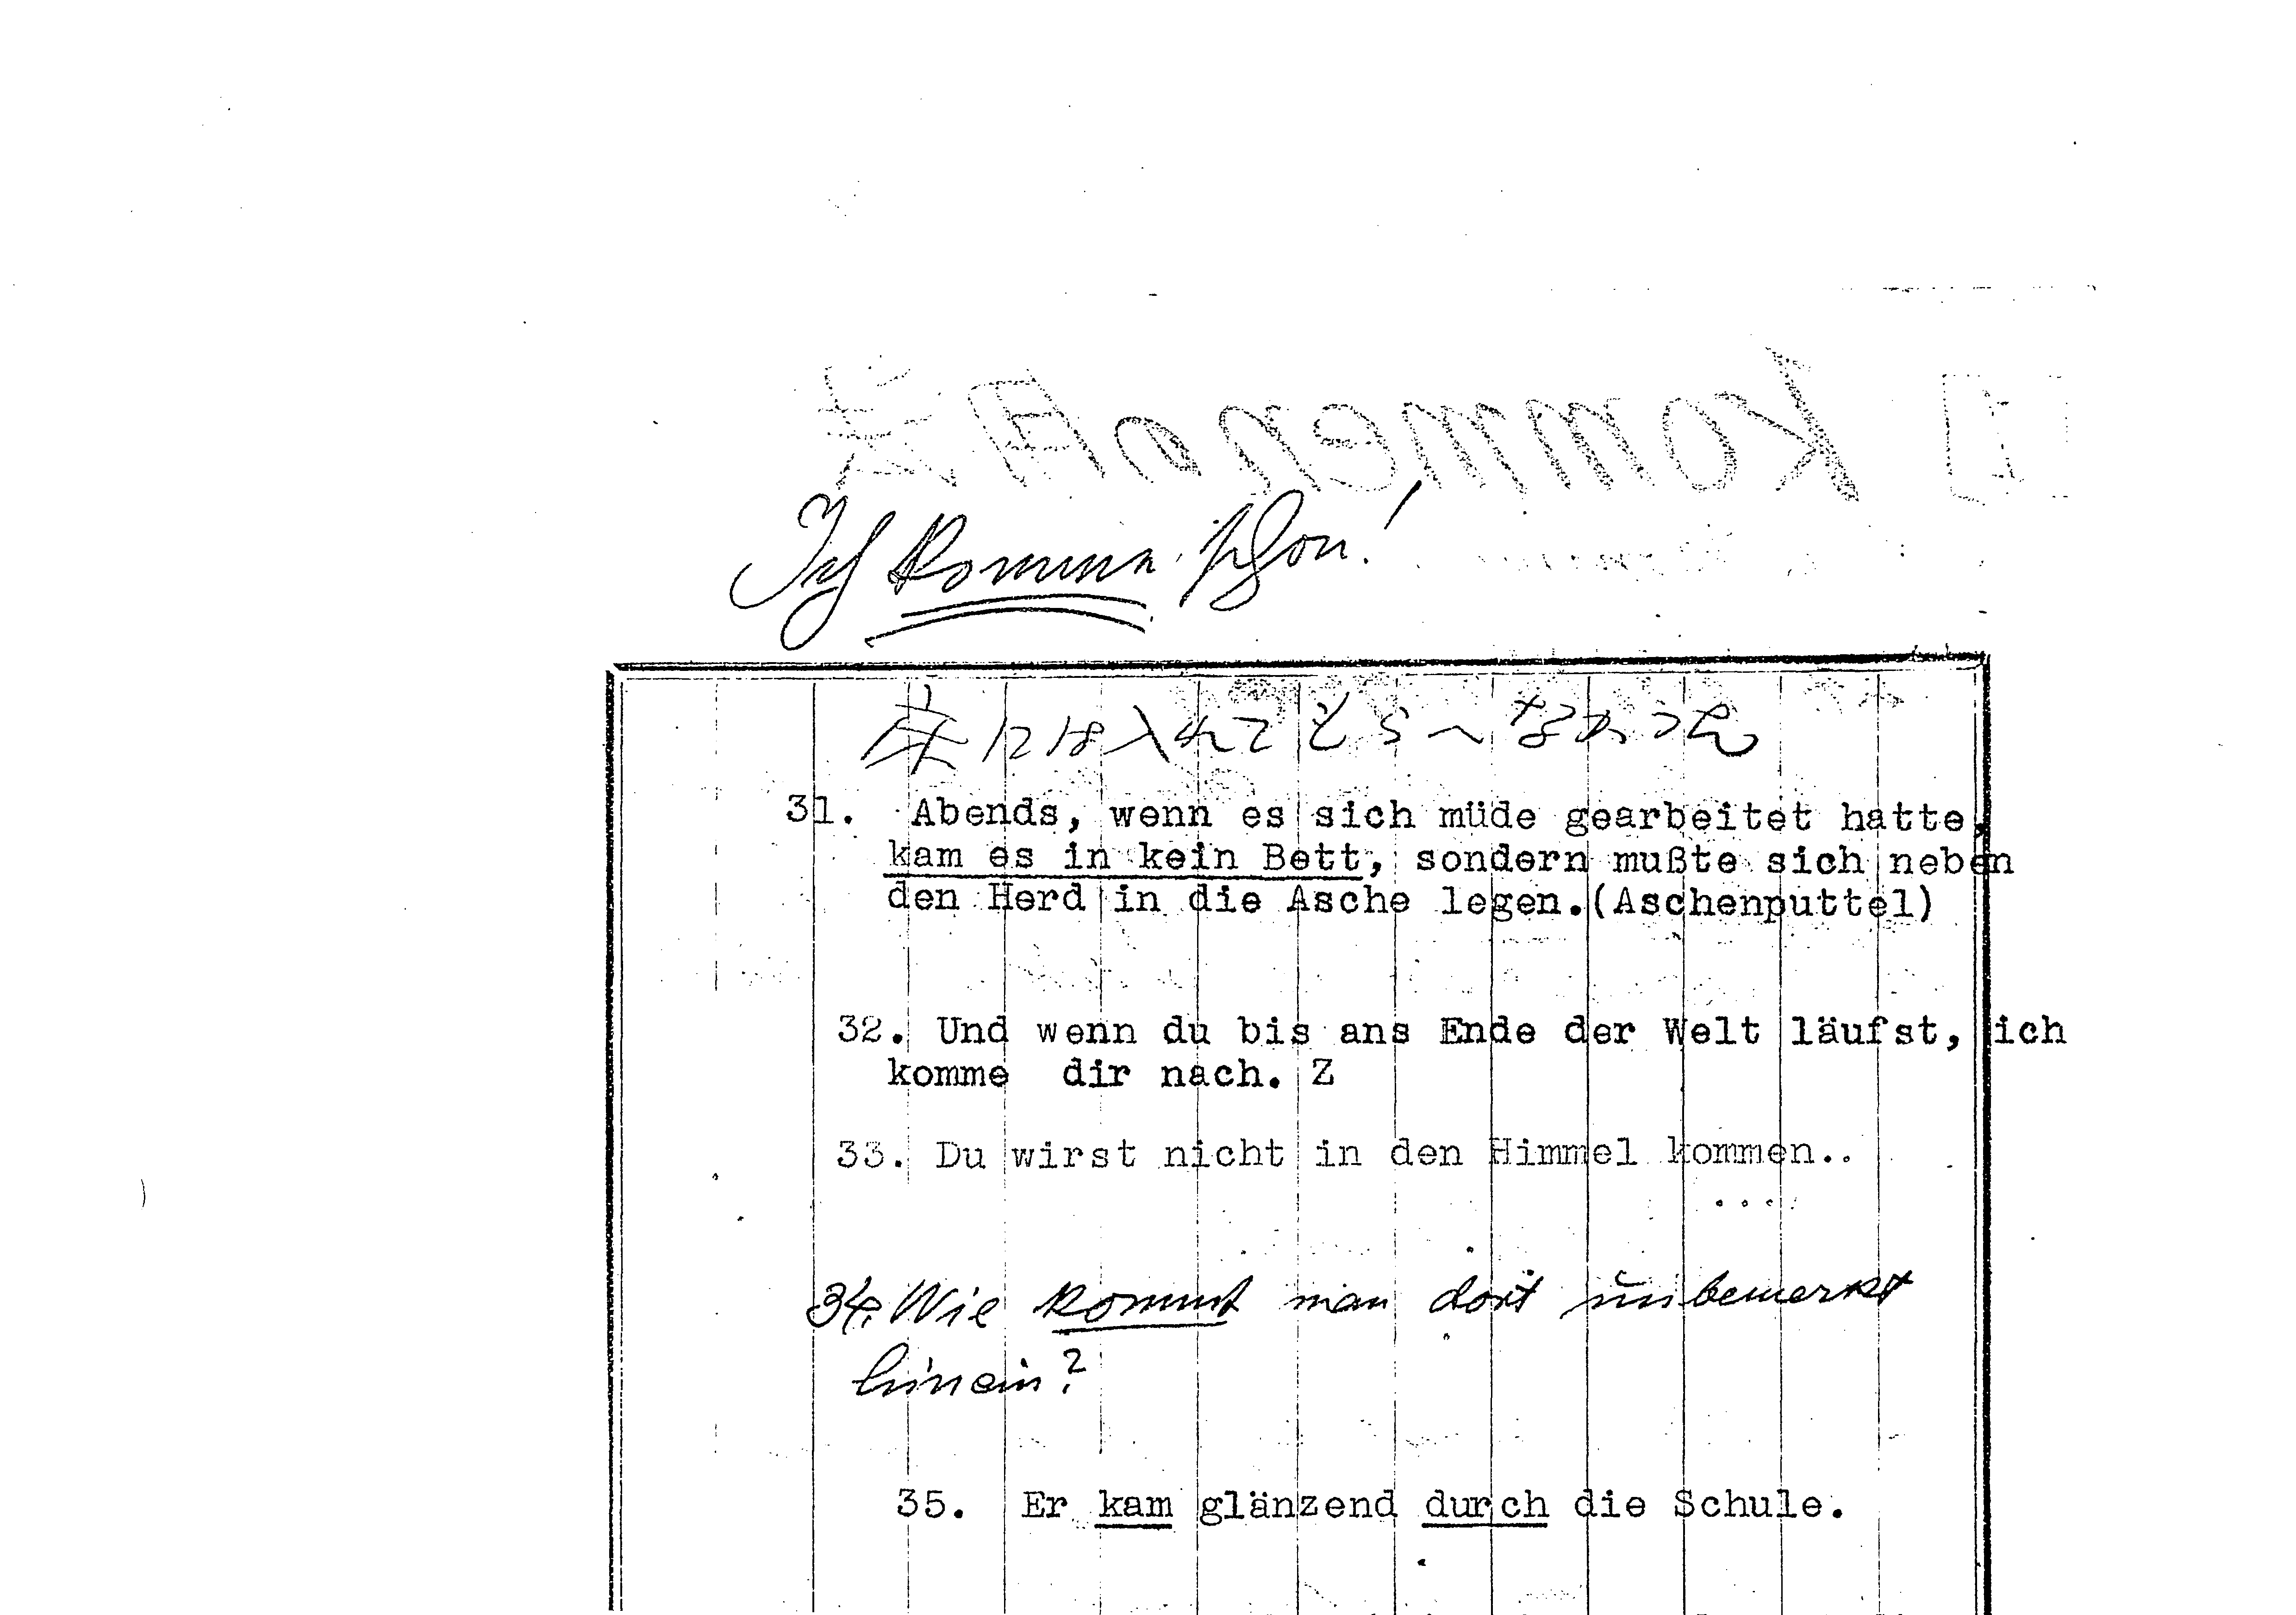 Ich komme schon!
床には入れてもらへなかつた
31. Abends, wenn es sich müde gearbeitet hatte,
kam es in kein Bett, sondern mußte sich neben
den Herd in die Asche legen.(Aschenputtel)
32. Und wenn du bis ans Ende der Welt läufst, ich
komme dir nach. Z
33. Du wirst nicht in den Himmel kommen..
....
34. Wie kommt man dort unbemerkt
hinein?
35. Er kam glänzend durch die Schule.